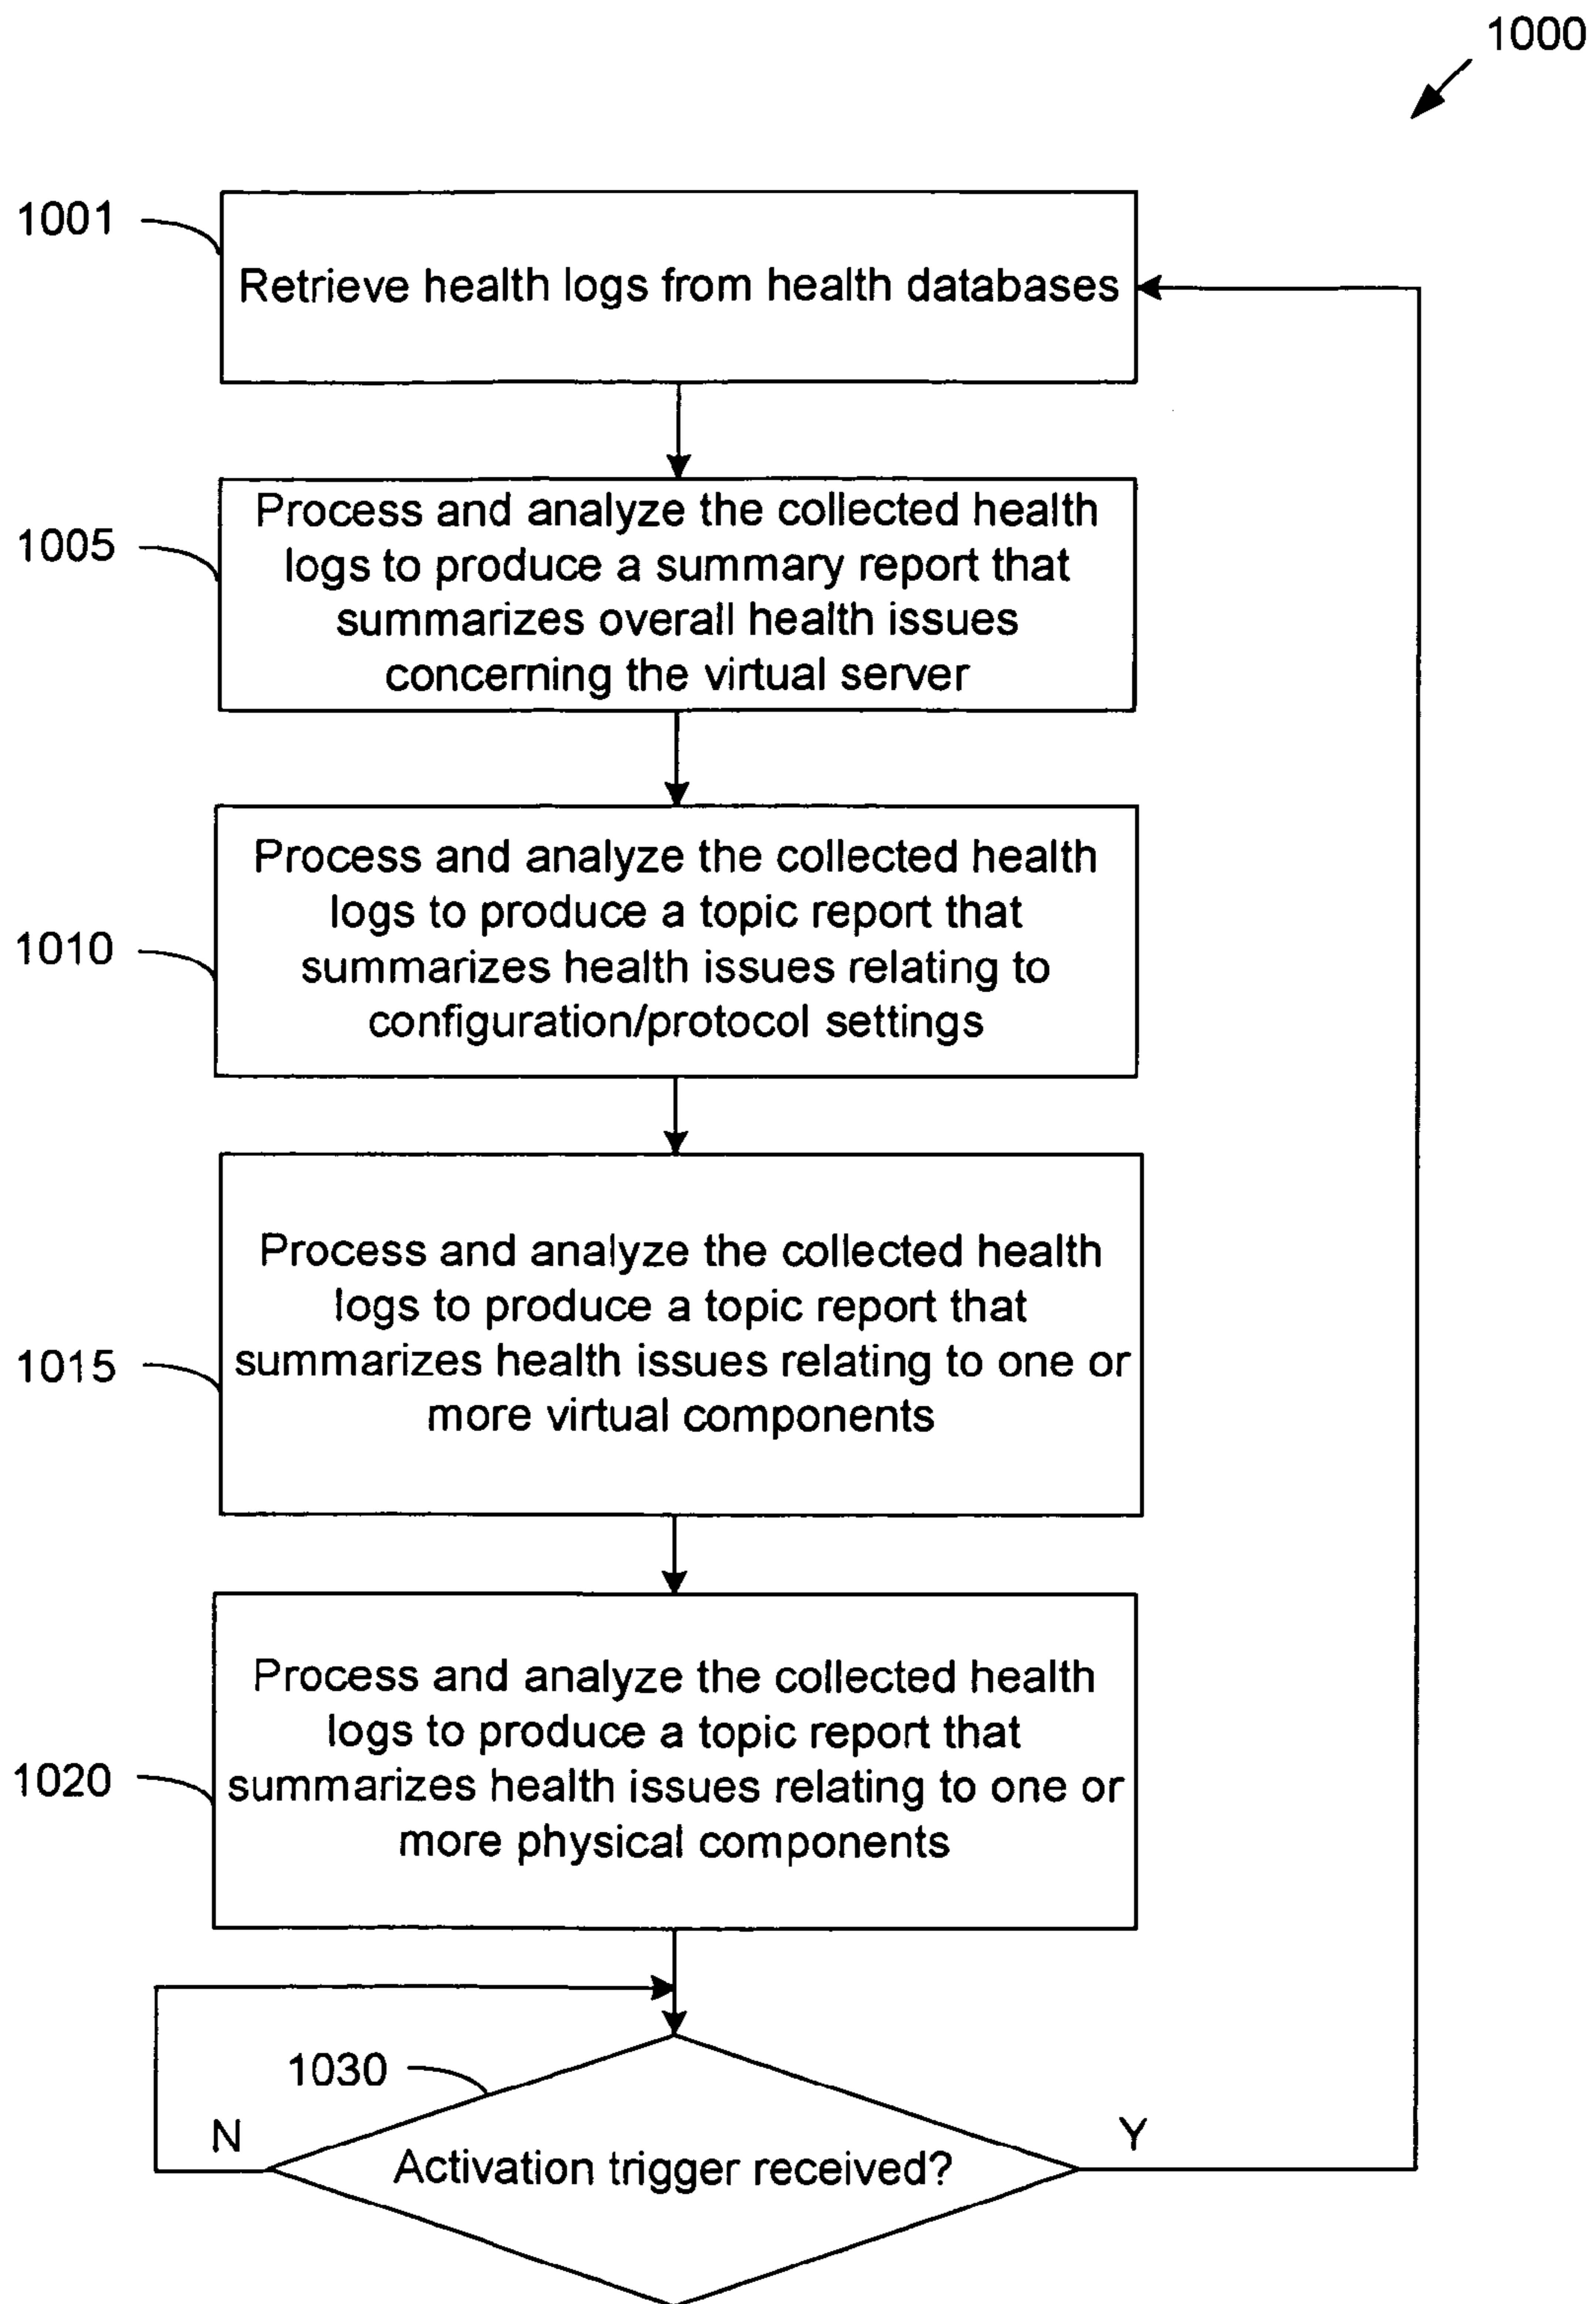 1000
1001
Retrieve health logs from health databases
1005
Process and analyze the collected health
logs to produce a summary report that
summarizes overall health issues
concerning the virtual server
1010
Process and analyze the collected health
logs to produce a topic report that
summarizes health issues relating to
configuration/protocol settings
1015
Process and analyze the collected health
logs to produce a topic report that
summarizes health issues relating to one or
more virtual components
1020
Process and analyze the collected health
logs to produce a topic report that
summarizes health issues relating to one or
more physical components
1030
N
Y
Activation trigger received?